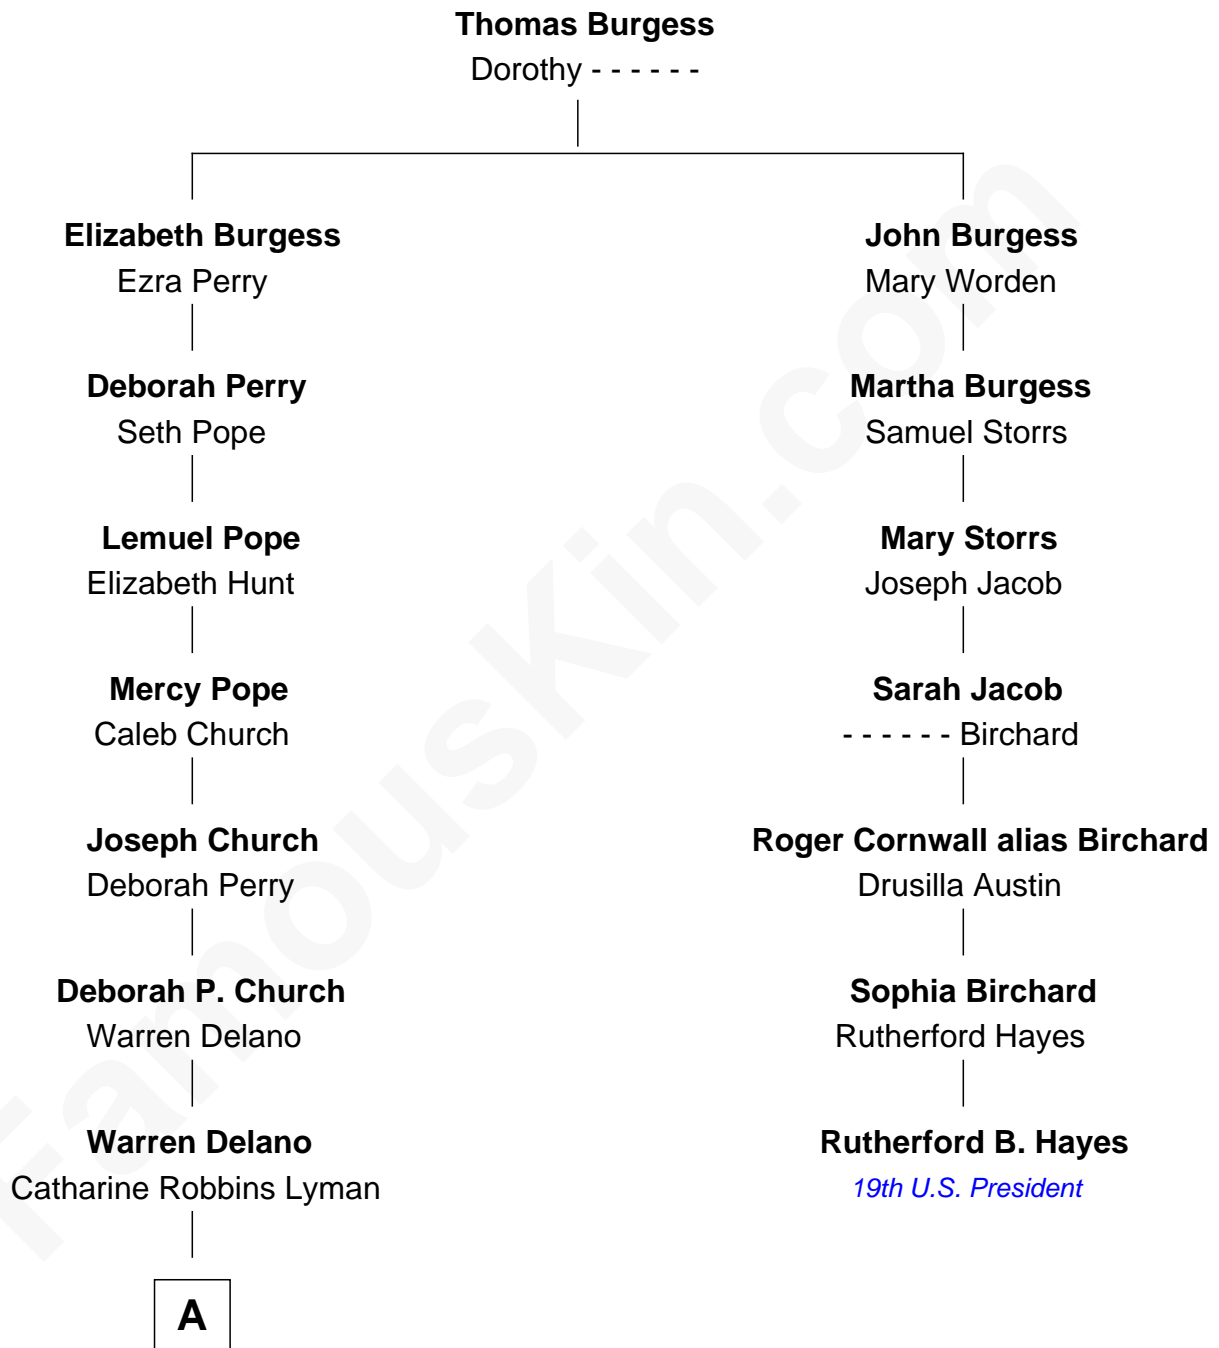 Thomas Burgess
Dorothy - - - - - -
Elizabeth Burgess
Ezra Perry
John Burgess
Mary Worden
Deborah Perry
Seth Pope
Martha Burgess
Samuel Storrs
Lemuel Pope
Elizabeth Hunt
Mary Storrs
Joseph Jacob
Mercy Pope
Caleb Church
Sarah Jacob
- - - - - - Birchard
Joseph Church
Deborah Perry
Roger Cornwall alias Birchard
Drusilla Austin
Deborah P. Church
Warren Delano
Sophia Birchard
Rutherford Hayes
Warren Delano
Catharine Robbins Lyman
Rutherford B. Hayes
19th U.S. President
A
FamousKin.com